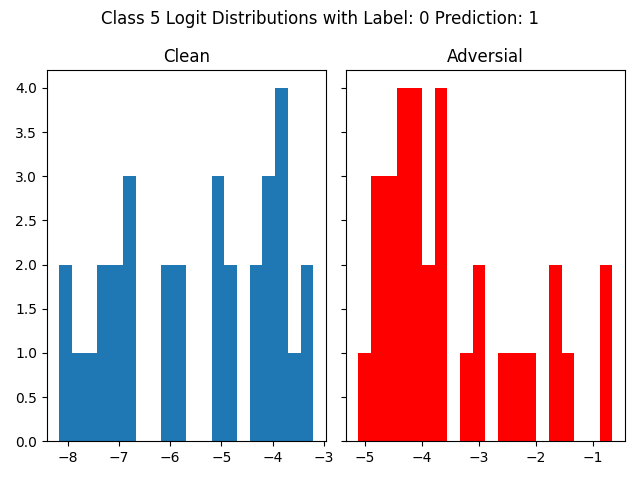 Class 5 Logit Distributions with Label: 0 Prediction: 1
Clean
Adversial
4.0
3.5
3.0
2.5
2.0
1.5
1.0
0.5
0.0
−8 −7 −6 −5 −4 −3
−5 −4 −3 −2 −1